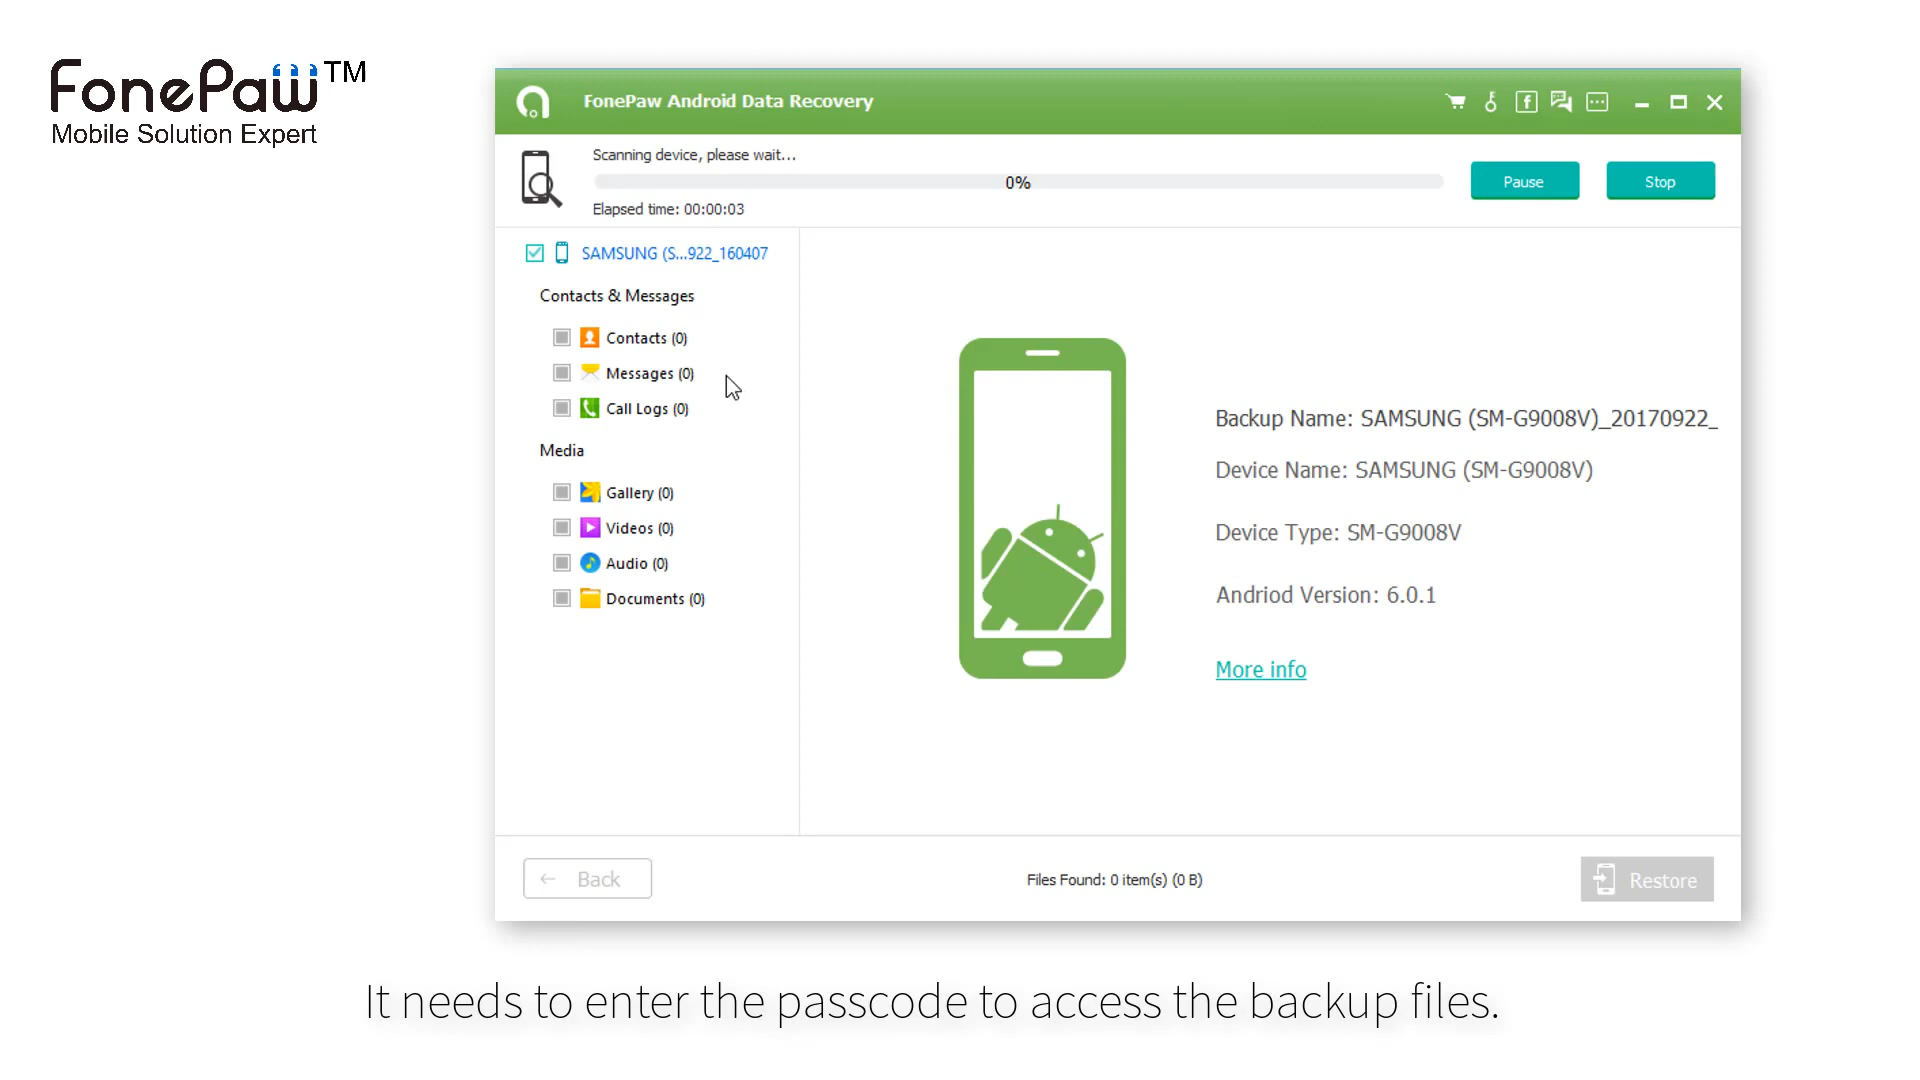 FonePaw™
Mobile Solution Expert
FonePaw Android Data Recovery
Scanning device, please wait...
0%
Elapsed time: 00:00:03
Pause
Stop
SAMSUNG (S...922_160407
Contacts & Messages
Contacts (0)
Messages (0)
Call Logs (0)
Media
Gallery (0)
Videos (0)
Audio (0)
Documents (0)
Backup Name: SAMSUNG (SM-G9008V)_20170922_
Device Name: SAMSUNG (SM-G9008V)
Device Type: SM-G9008V
Andriod Version: 6.0.1
More info
Back
Files Found: 0 item(s) (0 B)
Restore
It needs to enter the passcode to access the backup files.